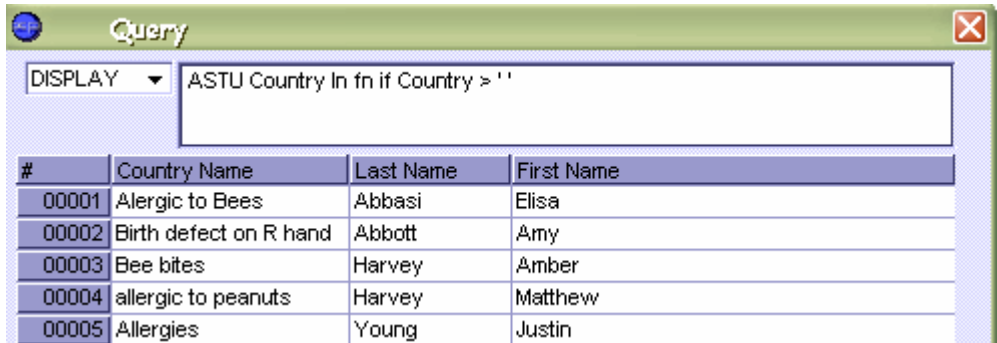 Query
DISPLAY ASTU Country ln fn if Country > ' '
# Country Name Last Name First Name
00001 Alergic to Bees Abbasi Elisa
00002 Birth defect on R hand Abbott Amy
00003 Bee bites Harvey Amber
00004 allergic to peanuts Harvey Matthew
00005 Allergies Young Justin